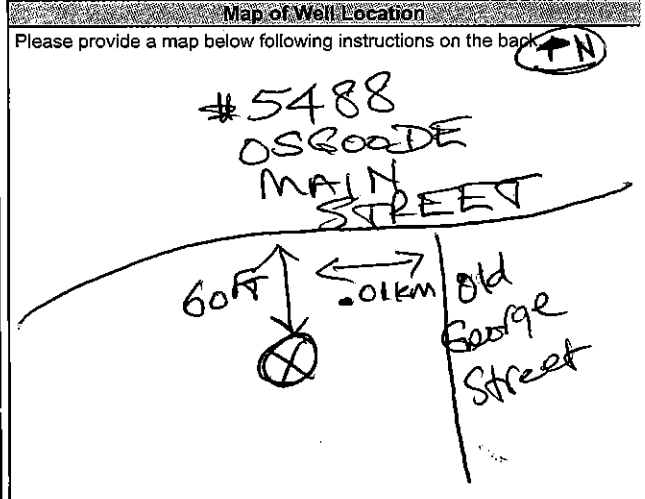 Map of Well Location
Please provide a map below following instructions on the back.
N
#5488
OSGOODE
MAIN
STREET
60FT
.01km
Old
George
Street